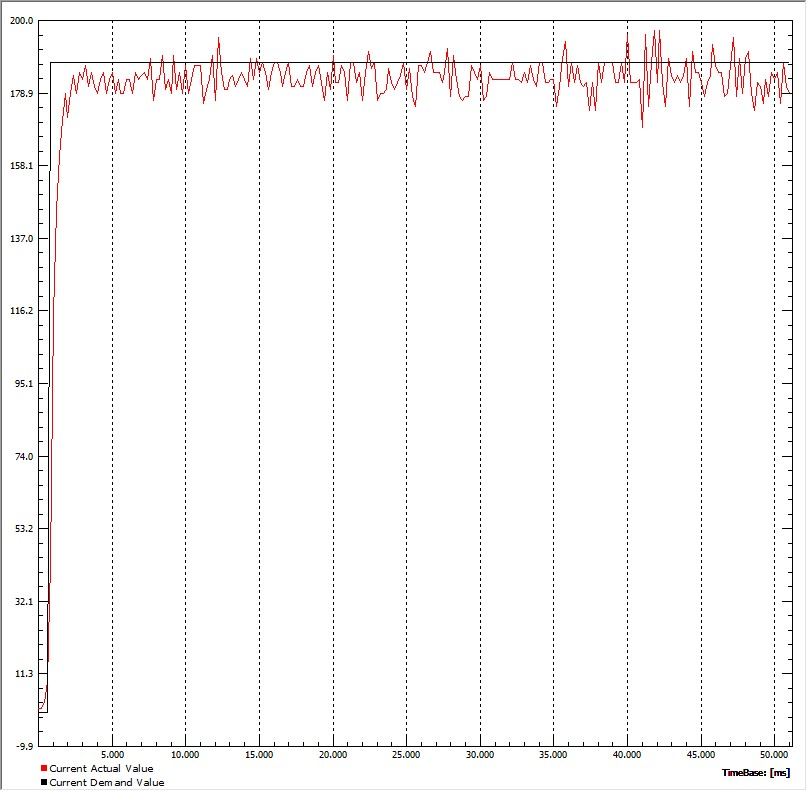 200.0
178.9
158.1
137.0
116.2
95.1
74.0
53.2
32.1
11.3
-9.9
5.000 10.000 15.000 20.000 25.000 30.000 35.000 40.000 45.000 50.000
Current Actual Value
TimeBase: [ms]
Current Demand Value